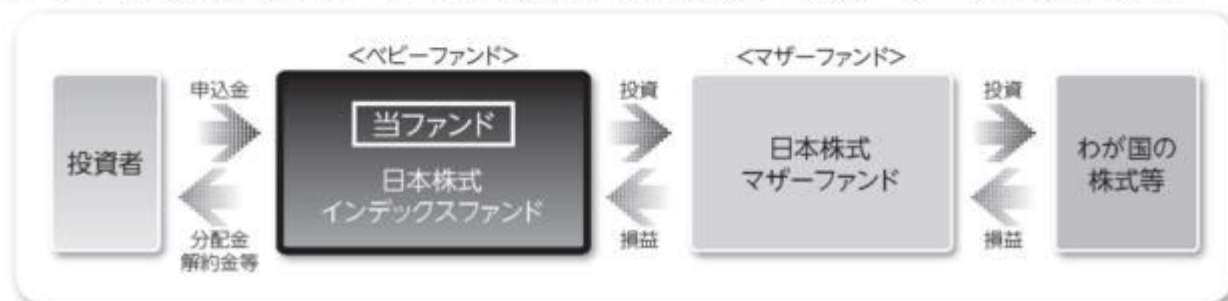 <ベビーファンド>
<マザーファンド>
投資者
申込金
分配金
解約金等
当ファンド
日本株式
インデックスファンド
投資
損益
日本株式
マザーファンド
投資
損益
わが国の
株式等